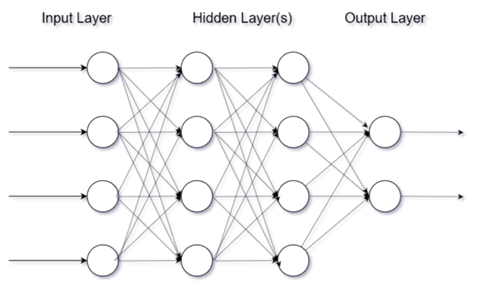 Input Layer
Hidden Layer(s)
Output Layer